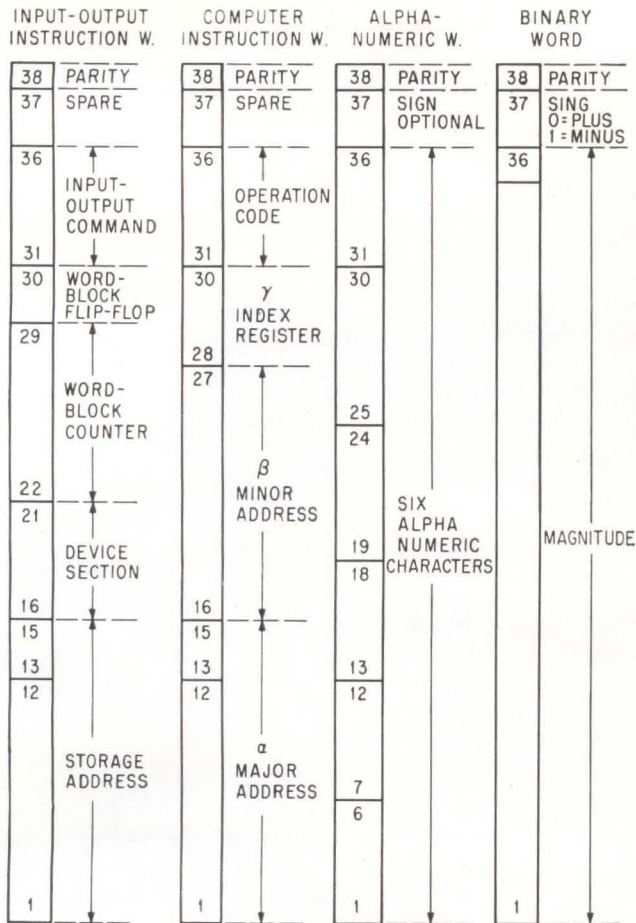 INPUT-OUTPUT
INSTRUCTION W.
38 PARITY
37 SPARE
36
INPUT-
OUTPUT
COMMAND
31
30 WORD-
BLOCK
FLIP-FLOP
29
WORD-
BLOCK
COUNTER
22
21
DEVICE
SECTION
16
15
13
12
STORAGE
ADDRESS
1
COMPUTER
INSTRUCTION W.
38 PARITY
37 SPARE
36
OPERATION
CODE
31
30
γ
INDEX
REGISTER
28
27
β
MINOR
ADDRESS
16
15
13
12
α
MAJOR
ADDRESS
1
ALPHA-
NUMERIC W.
38 PARITY
37 SIGN
OPTIONAL
36
31
30
25
24
SIX
ALPHA
NUMERIC
CHARACTERS
19
18
13
12
7
6
1
BINARY
WORD
38 PARITY
37 SING
0=PLUS
1=MINUS
36
MAGNITUDE
1